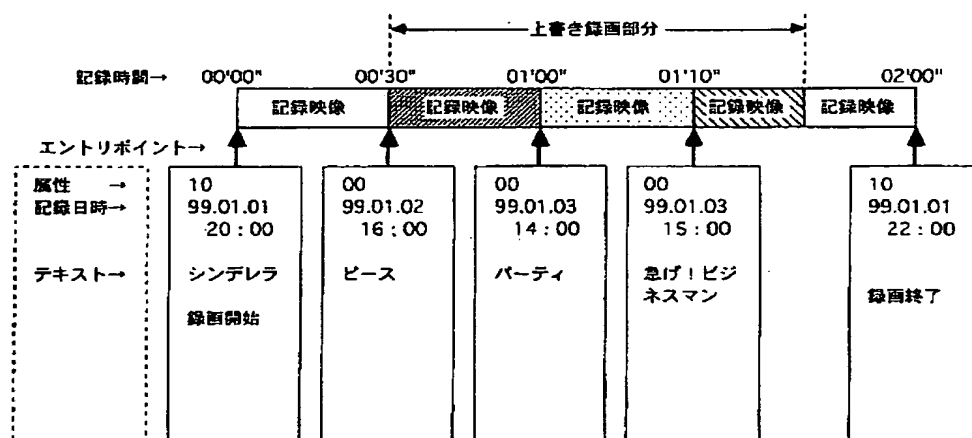 上書き録画部分
記録時間→ 00'00" 00'30" 01'00" 01'10" 02'00"
記録映像 記録映像 記録映像 記録映像 記録映像
エントリポイント→
属性 → 10 00 00 00 10
記録日時→ 99.01.01 99.01.02 99.01.03 99.01.03 99.01.01
20:00 16:00 14:00 15:00 22:00
テキスト→ シンデレラ ピース パーティ 急げ!ビジ
ネスマン 録画終了
録画開始